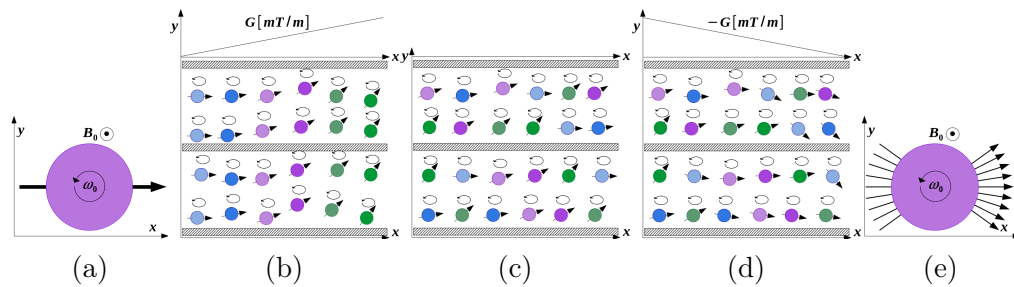 y
B₀
ω₀
x
(a)
y
G[mT/m]
x
x
(b)
y
x
x
(c)
y
−G[mT/m]
x
x
(d)
y
B₀
ω₀
x
(e)